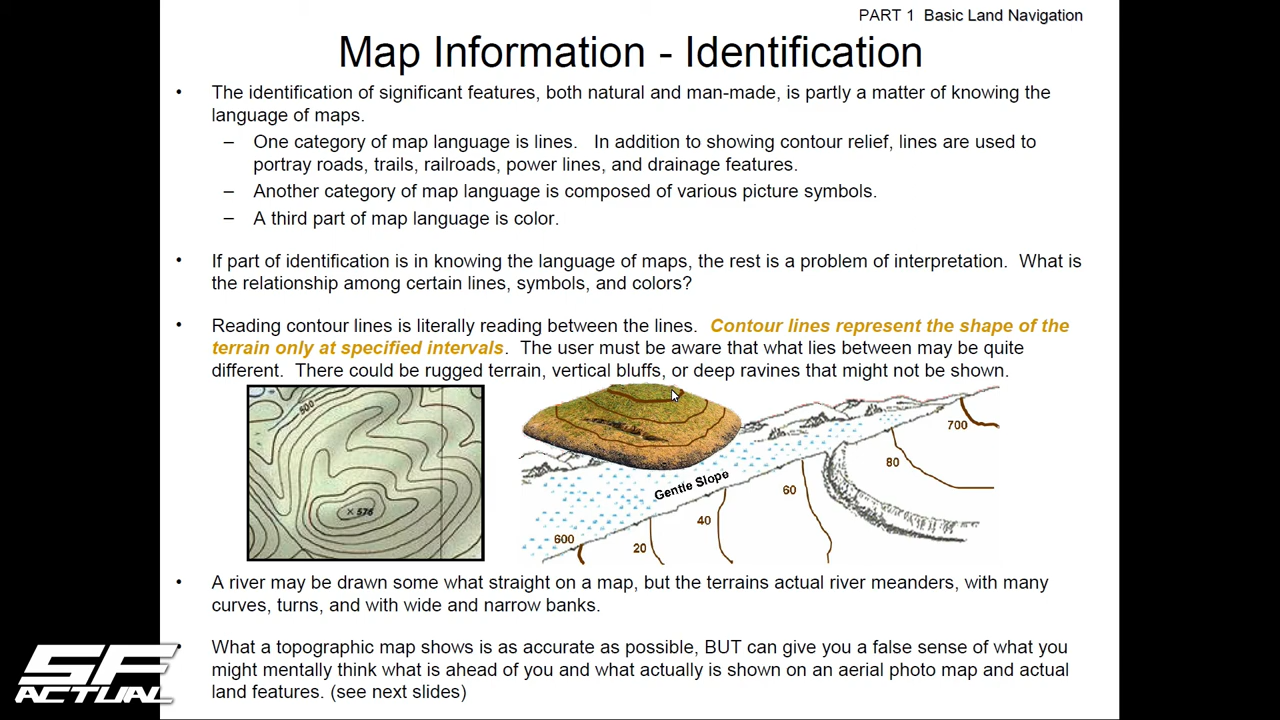 PART 1 Basic Land Navigation
Map Information - Identification
• The identification of significant features, both natural and man-made, is partly a matter of knowing the
language of maps.
– One category of map language is lines. In addition to showing contour relief, lines are used to
portray roads, trails, railroads, power lines, and drainage features.
– Another category of map language is composed of various picture symbols.
– A third part of map language is color.
• If part of identification is in knowing the language of maps, the rest is a problem of interpretation. What is
the relationship among certain lines, symbols, and colors?
• Reading contour lines is literally reading between the lines. Contour lines represent the shape of the
terrain only at specified intervals. The user must be aware that what lies between may be quite
different. There could be rugged terrain, vertical bluffs, or deep ravines that might not be shown.
500
× 576
Gentle Slope
600
20
40
60
80
700
• A river may be drawn some what straight on a map, but the terrains actual river meanders, with many
curves, turns, and with wide and narrow banks.
• What a topographic map shows is as accurate as possible, BUT can give you a false sense of what you
might mentally think what is ahead of you and what actually is shown on an aerial photo map and actual
land features. (see next slides)
SF
ACTUAL